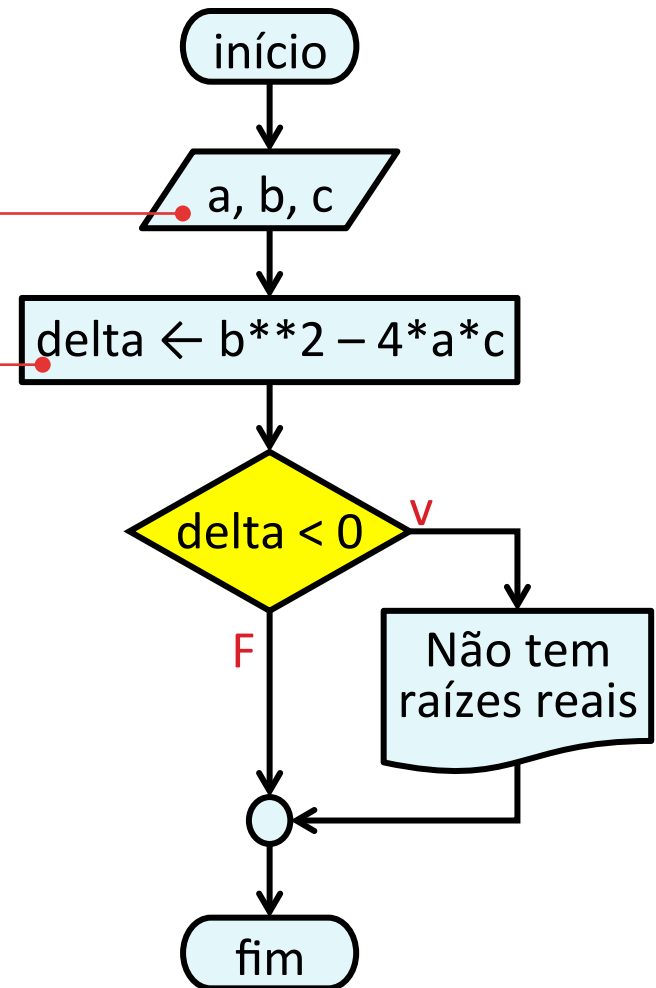 início
a, b, c
delta ← b**2 – 4*a*c
delta < 0
v
F
Não tem
raízes reais
fim